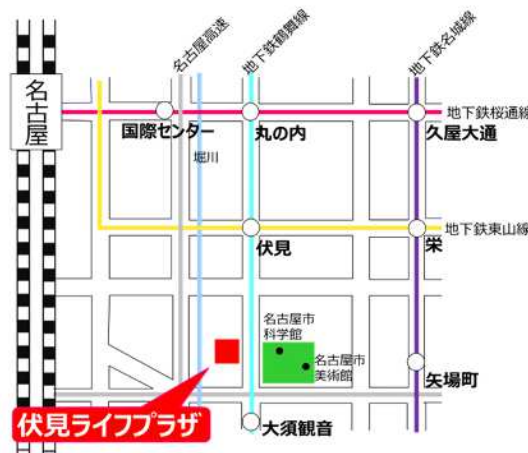 名古屋高速
地下鉄鶴舞線
地下鉄名城線
名古屋
地下鉄桜通線
国際センター
丸の内
久屋大通
堀川
地下鉄東山線
伏見
栄
名古屋市
科学館
名古屋市
美術館
矢場町
伏見ライフプラザ
大須観音